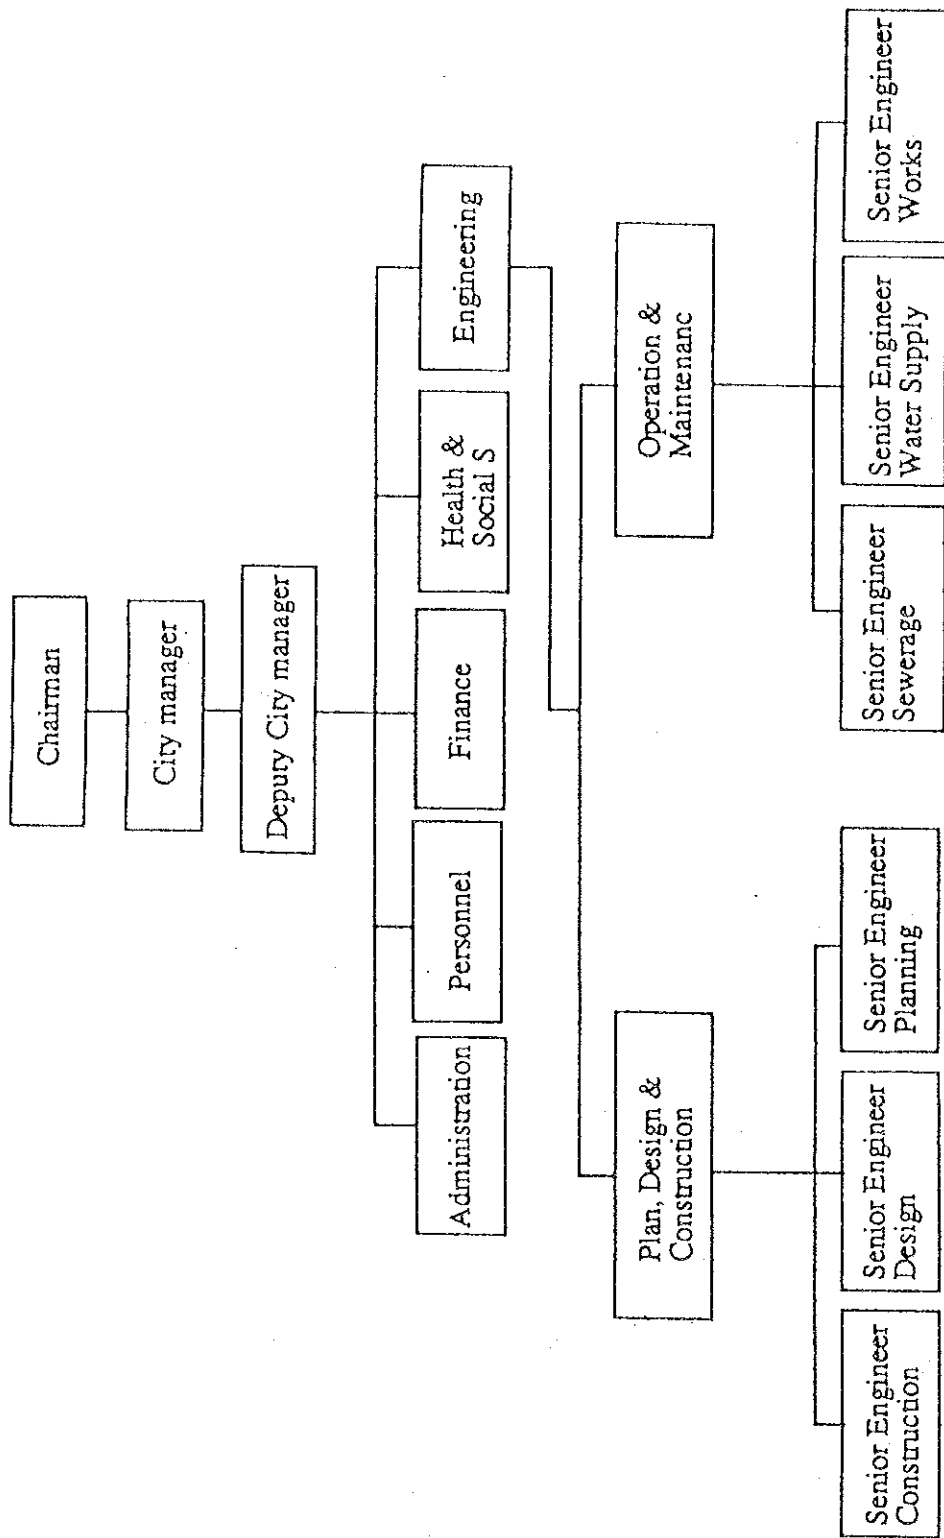 Chairman
City manager
Deputy City manager
Administration
Personnel
Finance
Health &
Social S
Engineering
Plan, Design &
Construction
Operation &
Maintenanc
Senior Engineer
Construction
Senior Engineer
Design
Senior Engineer
Planning
Senior Engineer
Sewerage
Senior Engineer
Water Supply
Senior Engineer
Works